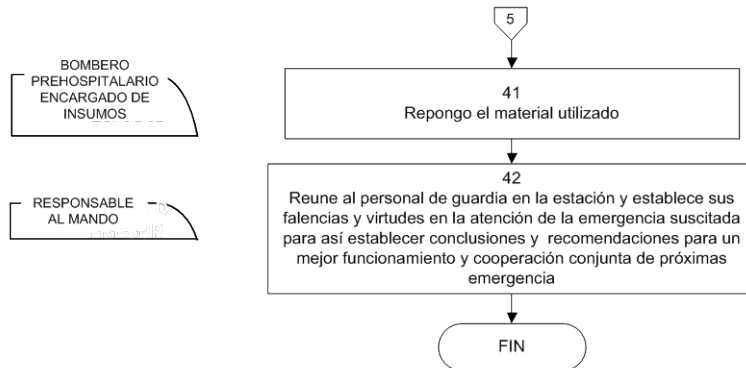 5
BOMBERO
PREHOSPITALARIO
ENCARGADO DE
INSUMOS
41
Repongo el material utilizado
RESPONSABLE
AL MANDO
42
Reune al personal de guardia en la estación y establece sus
falencias y virtudes en la atención de la emergencia suscitada
para así establecer conclusiones y recomendaciones para un
mejor funcionamiento y cooperación conjunta de próximas
emergencia
FIN